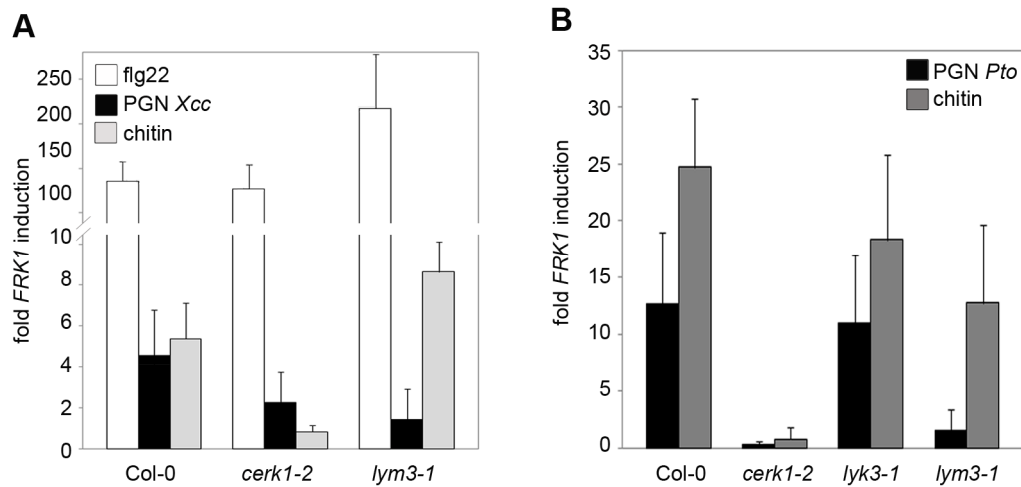 A
fold FRK1 induction
250
200
150
100
10
8
6
4
2
0
flg22
PGN Xcc
chitin
Col-0 cerk1-2 lym3-1
B
fold FRK1 induction
35
30
25
20
15
10
5
0
PGN Pto
chitin
Col-0 cerk1-2 lyk3-1 lym3-1